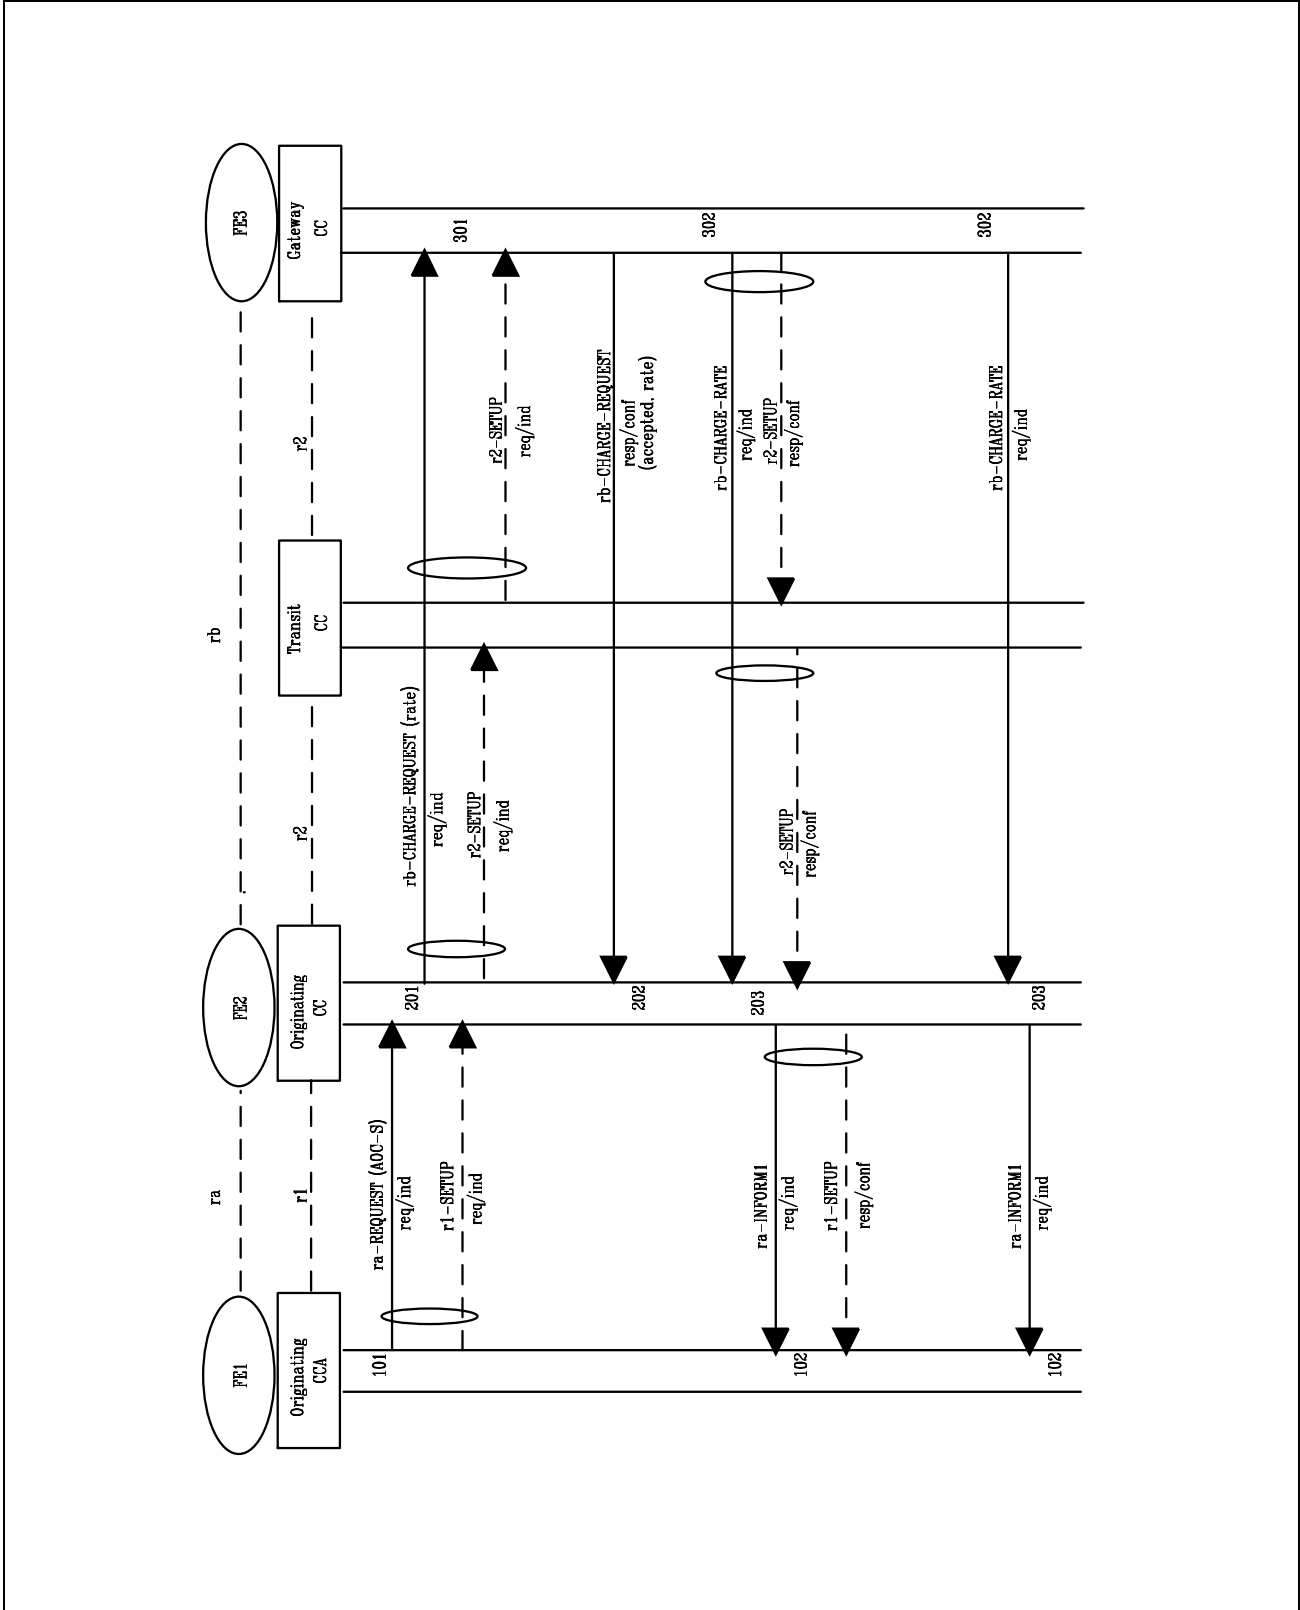 ra
rb
FE1
FE2
FE3
r1
r2
r2
Originating
CCA
Originating
CC
Transit
CC
Gateway
CC
101
ra-REQUEST (AOC-S)
req/ind
201
rb-CHARGE-REQUEST (rate)
req/ind
301
r1-SETUP
req/ind
r2-SETUP
req/ind
r2-SETUP
req/ind
rb-CHARGE-REQUEST
resp/conf
(accepted, rate)
202
302
rb-CHARGE-RATE
req/ind
203
ra-INFORM1
req/ind
102
r2-SETUP
resp/conf
r2-SETUP
resp/conf
r1-SETUP
resp/conf
302
rb-CHARGE-RATE
req/ind
203
ra-INFORM1
req/ind
102